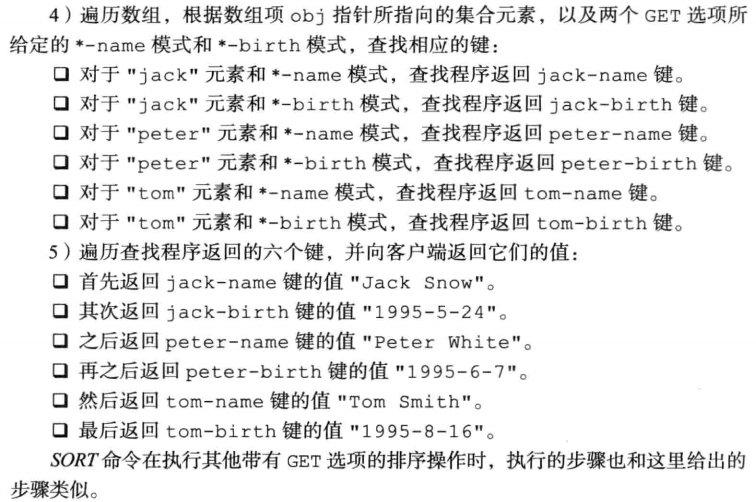 4）遍历数组，根据数组项 obj 指针所指向的集合元素，以及两个 GET 选项所
给定的 *-name 模式和 *-birth 模式，查找相应的键：
❑ 对于 "jack" 元素和 *-name 模式，查找程序返回 jack-name 键。
❑ 对于 "jack" 元素和 *-birth 模式，查找程序返回 jack-birth 键。
❑ 对于 "peter" 元素和 *-name 模式，查找程序返回 peter-name 键。
❑ 对于 "peter" 元素和 *-birth 模式，查找程序返回 peter-birth 键。
❑ 对于 "tom" 元素和 *-name 模式，查找程序返回 tom-name 键。
❑ 对于 "tom" 元素和 *-birth 模式，查找程序返回 tom-birth 键。
5）遍历查找程序返回的六个键，并向客户端返回它们的值：
❑ 首先返回 jack-name 键的值 "Jack Snow"。
❑ 其次返回 jack-birth 键的值 "1995-5-24"。
❑ 之后返回 peter-name 键的值 "Peter White"。
❑ 再之后返回 peter-birth 键的值 "1995-6-7"。
❑ 然后返回 tom-name 键的值 "Tom Smith"。
❑ 最后返回 tom-birth 键的值 "1995-8-16"。
SORT 命令在执行其他带有 GET 选项的排序操作时，执行的步骤也和这里给出的
步骤类似。